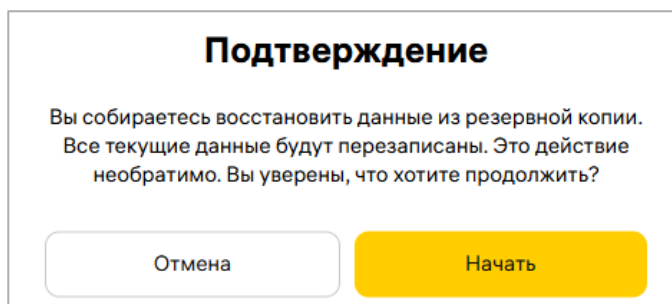 Подтверждение
Вы собираетесь восстановить данные из резервной копии.
Все текущие данные будут перезаписаны. Это действие
необратимо. Вы уверены, что хотите продолжить?
Отмена
Начать